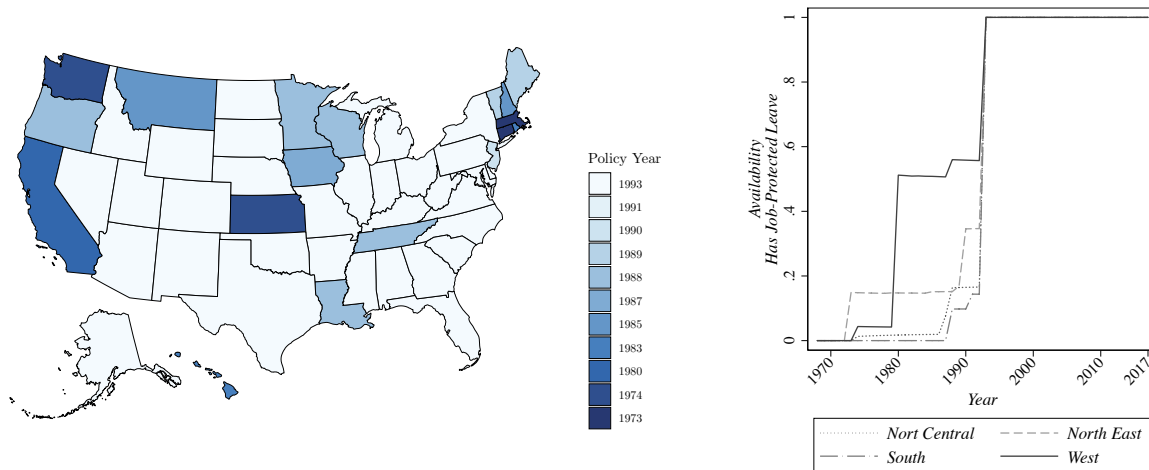 Policy Year
1993
1991
1990
1989
1988
1987
1985
1983
1980
1974
1973
Availability
Has Job-Protected Leave
1
.8
.6
.4
.2
0
1970
1980
1990
2000
2010
2017
Year
Nort Central
North East
South
West